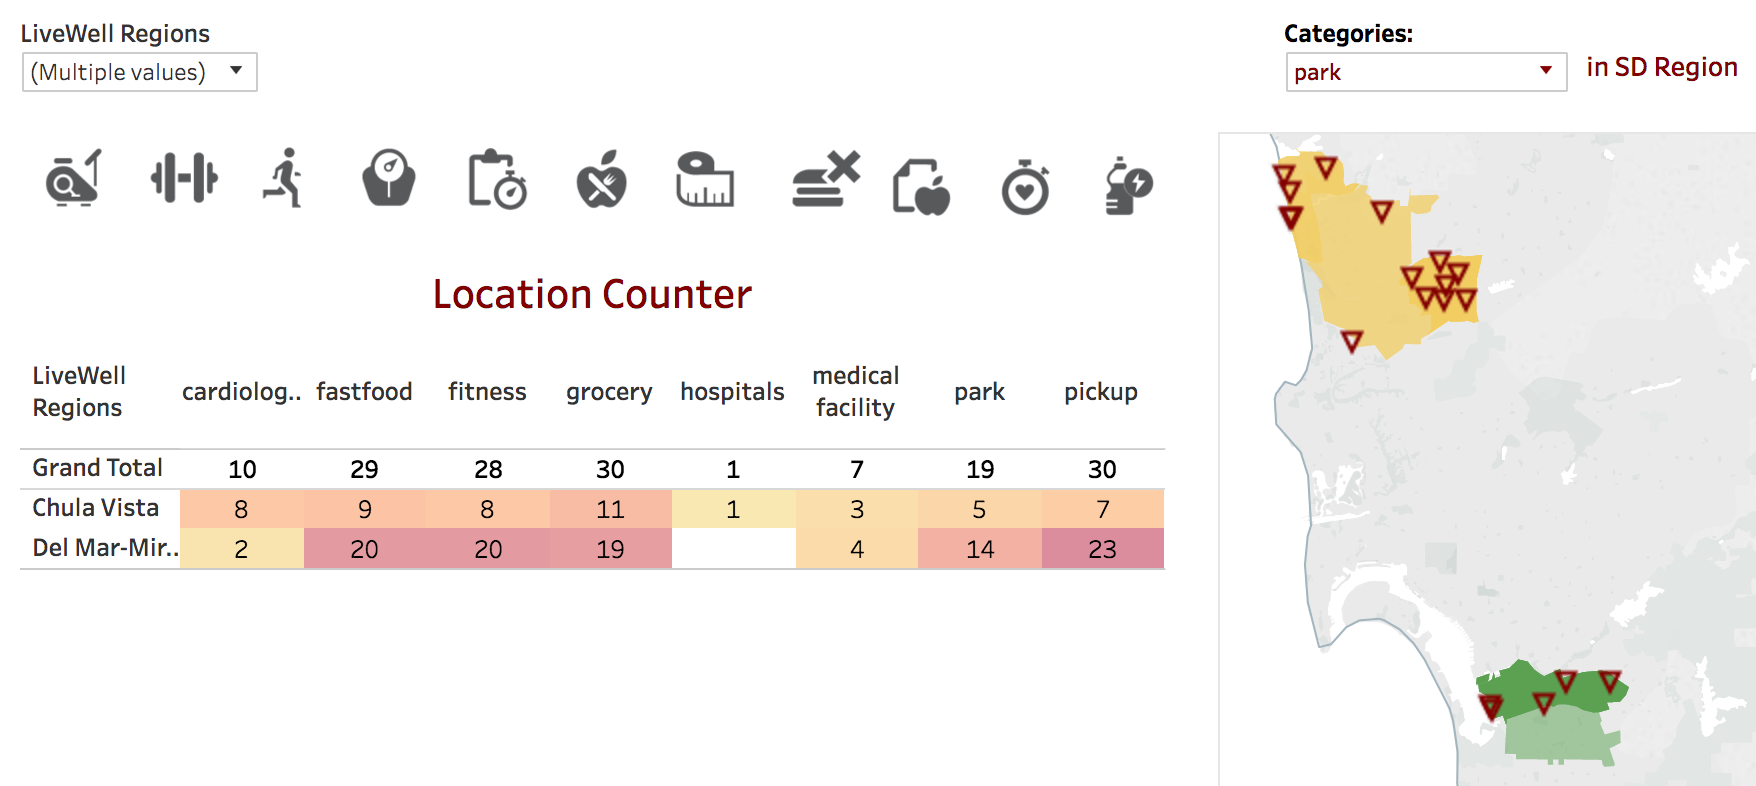 LiveWell Regions
(Multiple values)
Categories:
park
in SD Region
Location Counter
LiveWell Regions cardiolog.. fastfood fitness grocery hospitals medical facility park pickup
Grand Total 10 29 28 30 1 7 19 30
Chula Vista 8 9 8 11 1 3 5 7
Del Mar-Mir.. 2 20 20 19 4 14 23